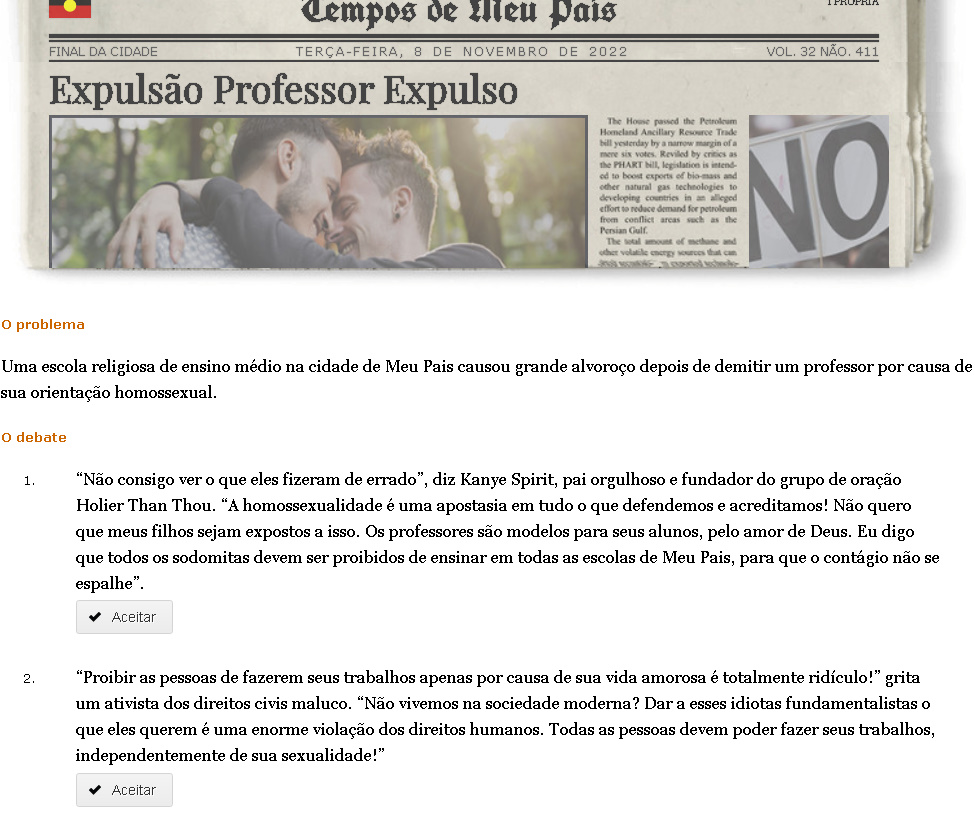 Tempos de Meu Pais
1 PRÓPRIA
FINAL DA CIDADE
TERÇA-FEIRA, 8 DE NOVEMBRO DE 2022
VOL. 32 NÃO. 411
Expulsão Professor Expulso
The House passed the Petroleum
Homeland Ancillary Resource Trade
bill yesterday by a narrow margin of a
mere six votes. Reviled by critics as
the PHART bill, legislation is intend-
ed to boost exports of bio-mass and
other natural gas technologies to
developing countries in an alleged
effort to reduce demand for petroleum
from conflict areas such as the
Persian Gulf.
The total amount of methane and
other volatile energy sources that can
NO
O problema
Uma escola religiosa de ensino médio na cidade de Meu Pais causou grande alvoroço depois de demitir um professor por causa de
sua orientação homossexual.
O debate
1.
“Não consigo ver o que eles fizeram de errado”, diz Kanye Spirit, pai orgulhoso e fundador do grupo de oração
Holier Than Thou. “A homossexualidade é uma apostasia em tudo o que defendemos e acreditamos! Não quero
que meus filhos sejam expostos a isso. Os professores são modelos para seus alunos, pelo amor de Deus. Eu digo
que todos os sodomitas devem ser proibidos de ensinar em todas as escolas de Meu Pais, para que o contágio não se
espalhe”.
Aceitar
2.
“Proibir as pessoas de fazerem seus trabalhos apenas por causa de sua vida amorosa é totalmente ridículo!” grita
um ativista dos direitos civis maluco. “Não vivemos na sociedade moderna? Dar a esses idiotas fundamentalistas o
que eles querem é uma enorme violação dos direitos humanos. Todas as pessoas devem poder fazer seus trabalhos,
independentemente de sua sexualidade!”
Aceitar